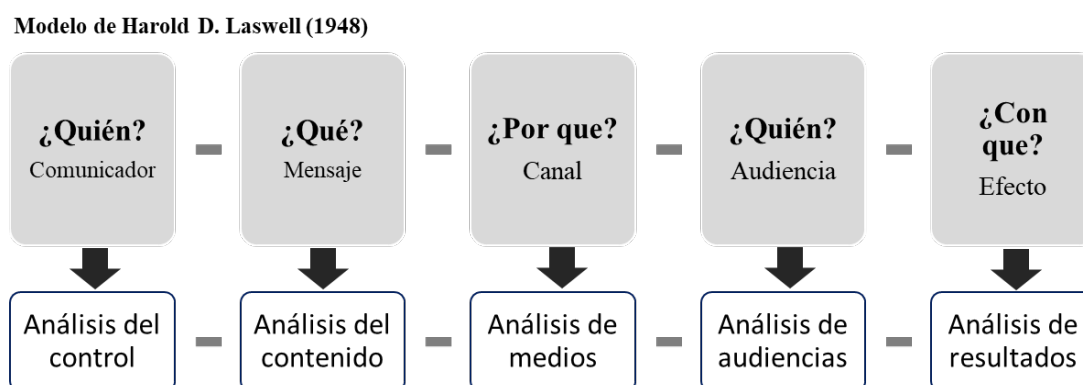 Modelo de Harold D. Laswell (1948)
¿Quién?
Comunicador
¿Qué?
Mensaje
¿Por que?
Canal
¿Quién?
Audiencia
¿Con
que?
Efecto
Análisis del
control
Análisis del
contenido
Análisis de
medios
Análisis de
audiencias
Análisis de
resultados